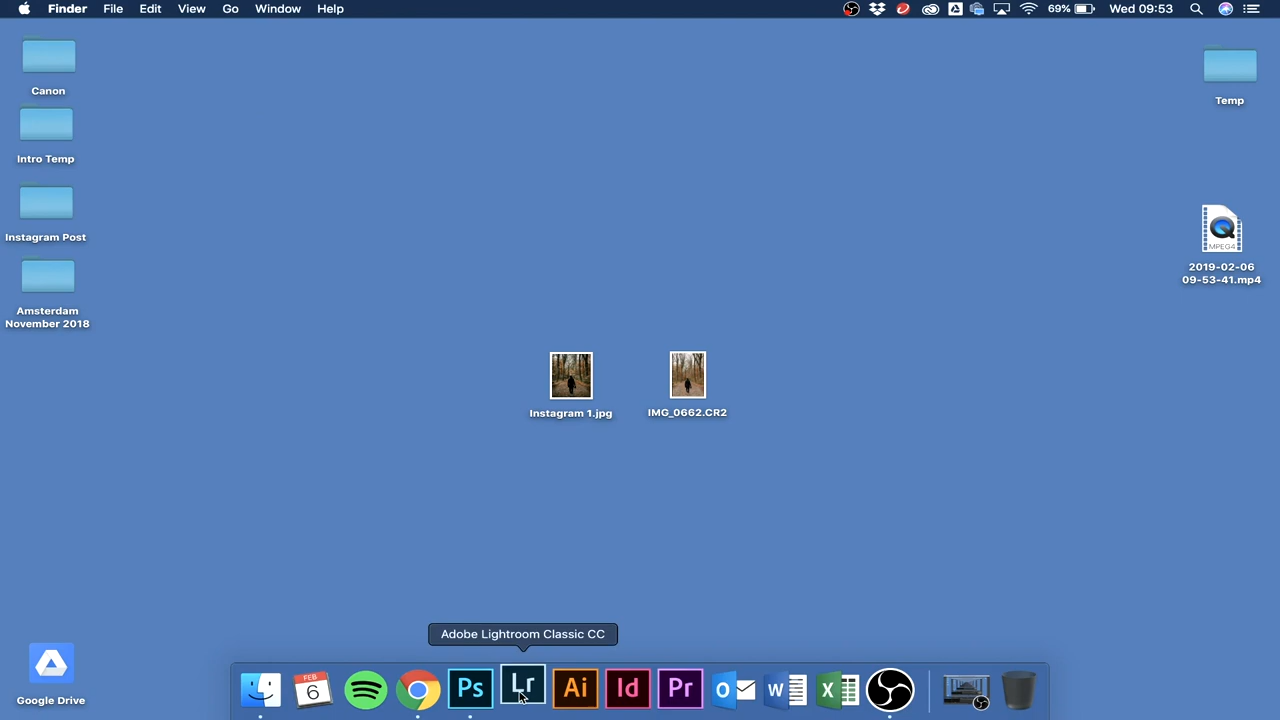 Finder File Edit View Go Window Help 69% Wed 09:53
Canon
Intro Temp
Instagram Post
Amsterdam
November 2018
Temp
MPEG4
2019-02-06
09-53-41.mp4
Instagram 1.jpg
IMG_0662.CR2
Adobe Lightroom Classic CC
Google Drive
FEB
6
Ps
Lr
Ai
Id
Pr